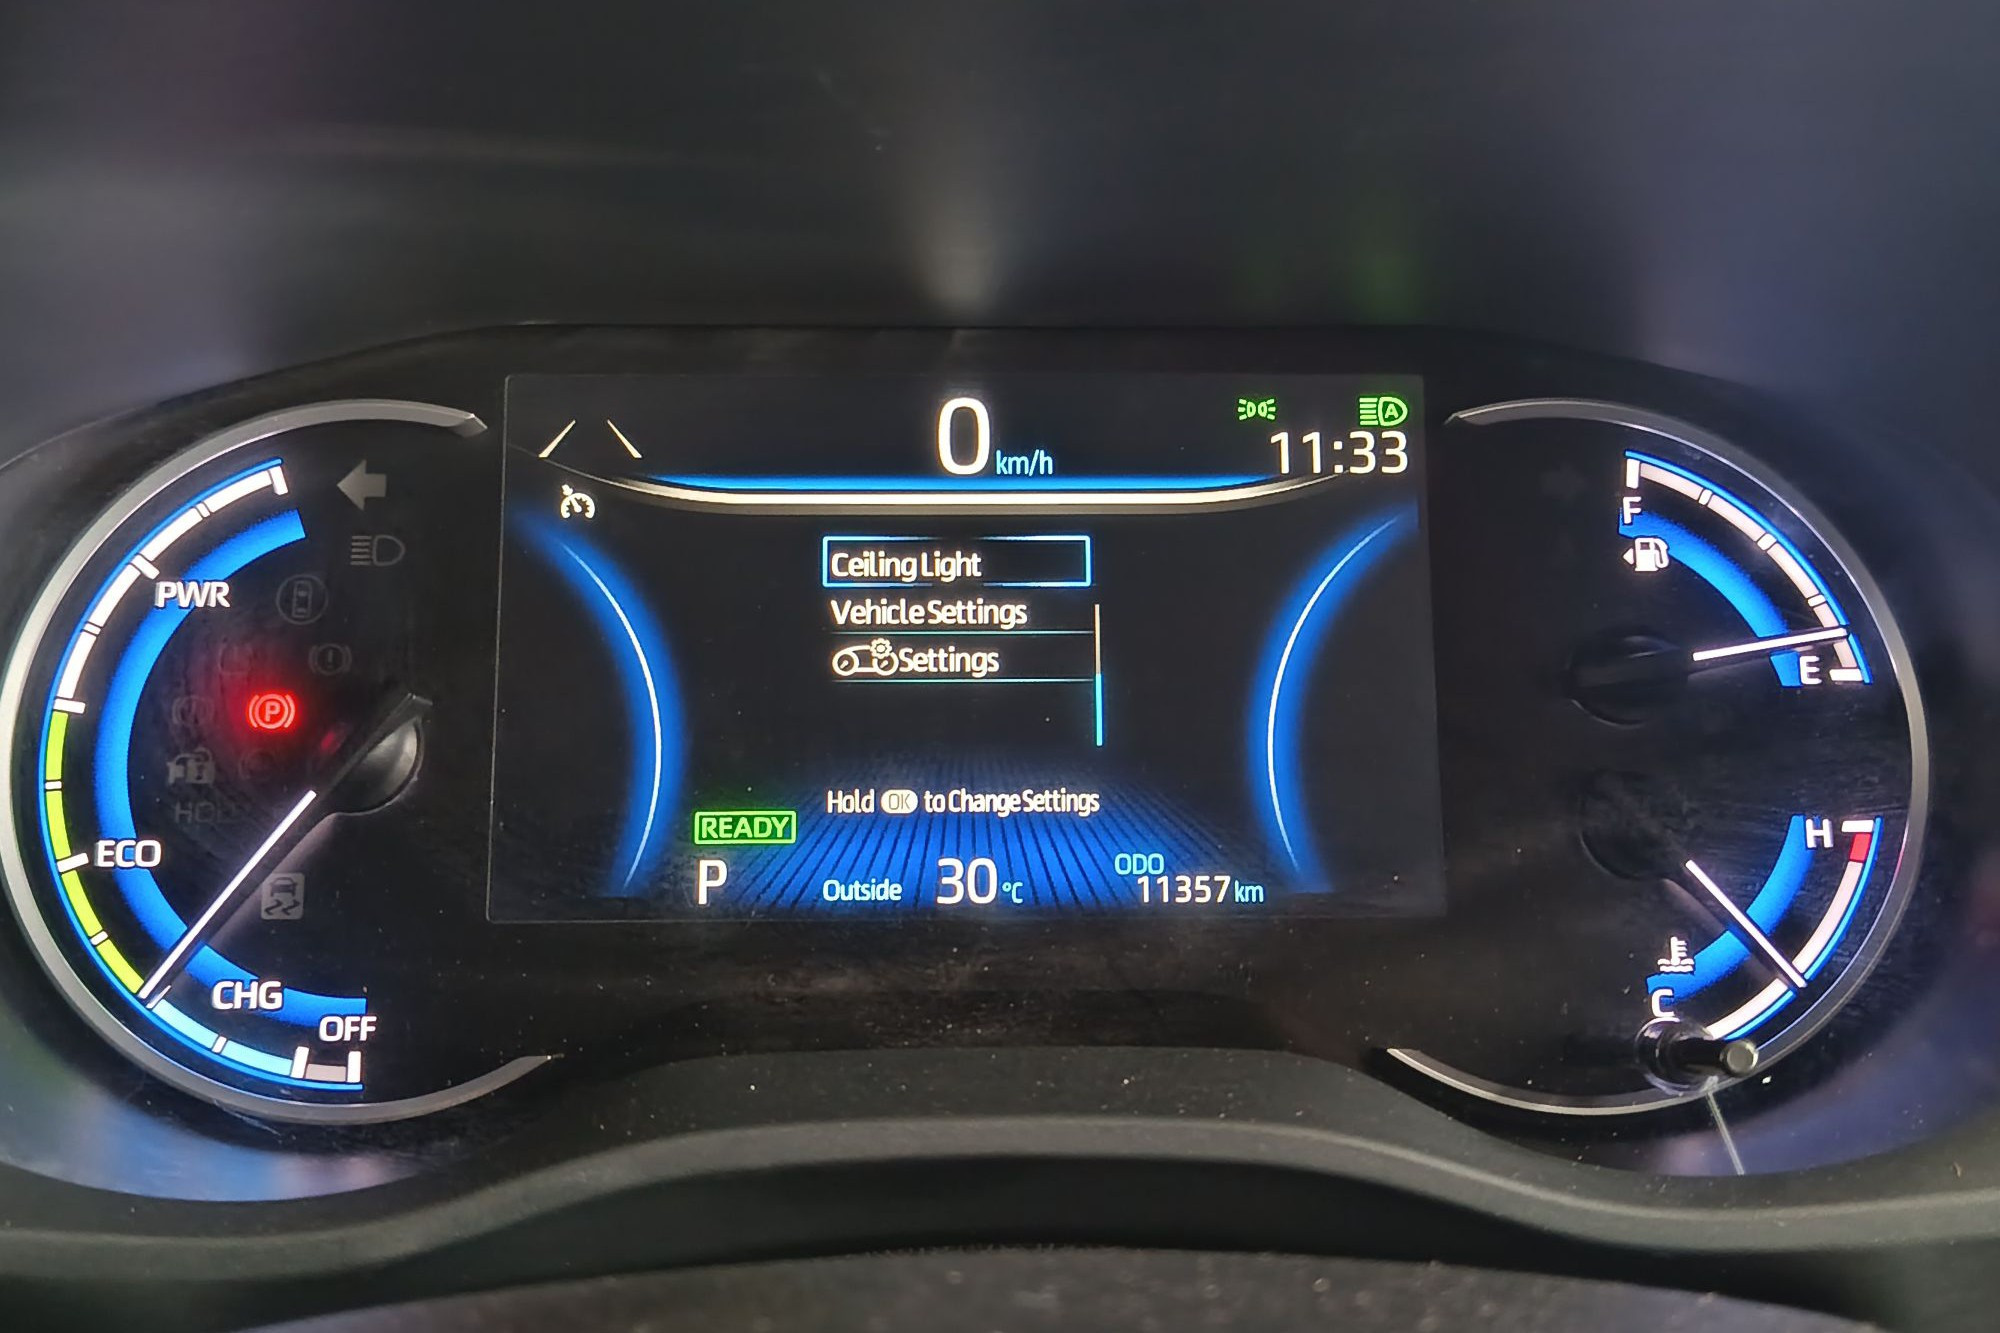 0 km/h
11:33
A
Ceiling Light
Vehicle Settings
Settings
Hold OK to Change Settings
READY
P
Outside 30 °C
ODO
11357 km
PWR
P
HOLD
ECO
CHG
OFF
F
E
H
C